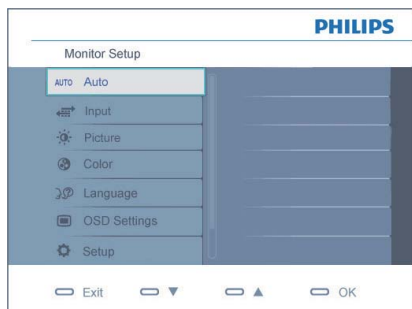 PHILIPS
Monitor Setup
AUTO Auto
Input
Picture
Color
Language
OSD Settings
Setup
Exit ▼ ▲ OK